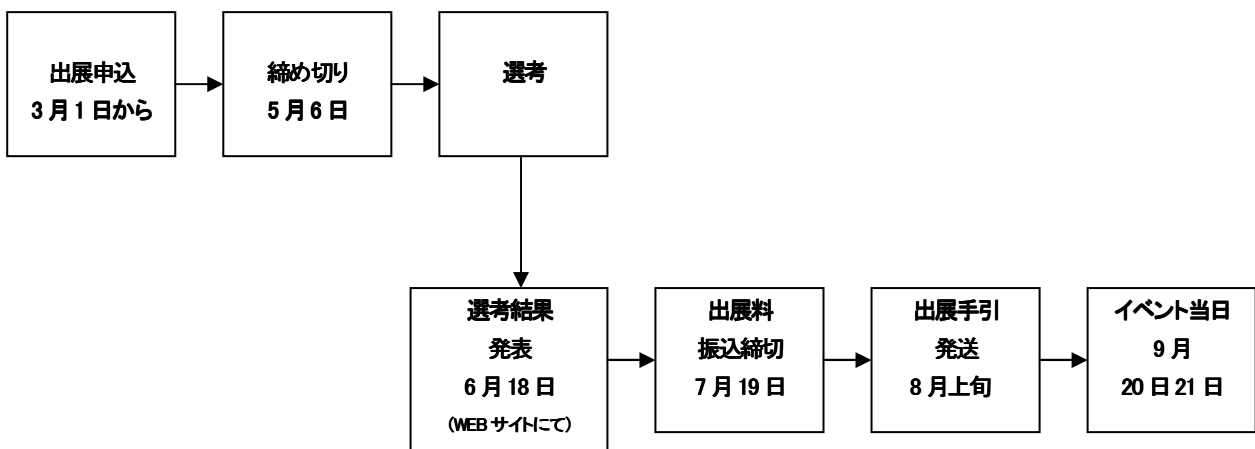 出展申込
3月1日から
締め切り
5月6日
選考
選考結果
発表
6月18日
(WEBサイトにて)
出展料
振込締切
7月19日
出展手引
発送
8月上旬
イベント当日
9月
20日21日